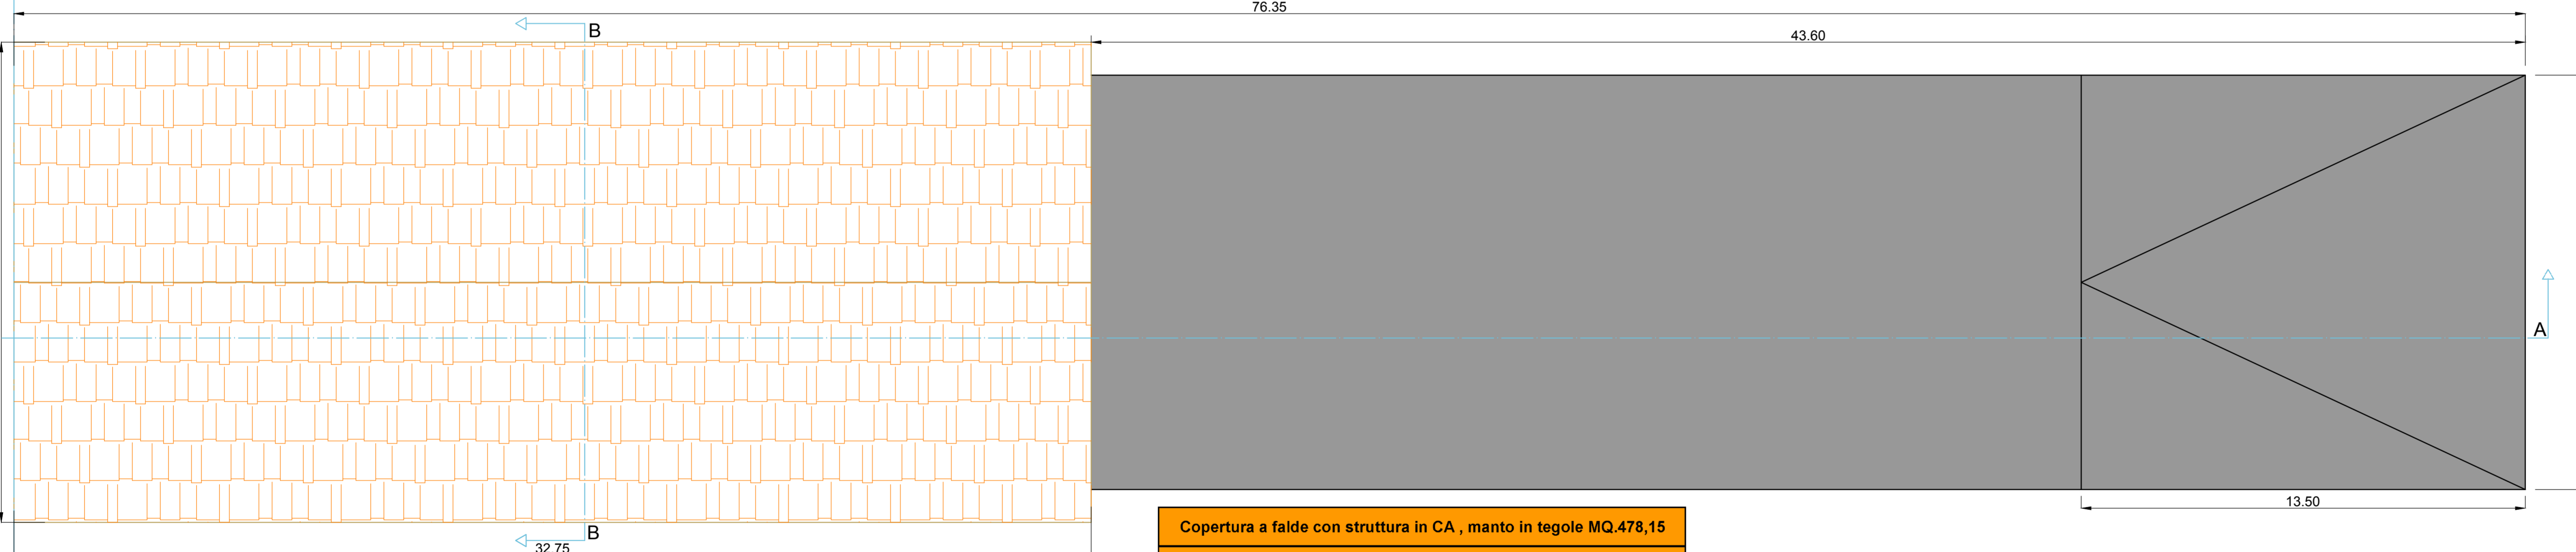 76.35
B
43.60
A
13.50
Copertura a falde con struttura in CA , manto in tegole MQ.478,15
B
32.75